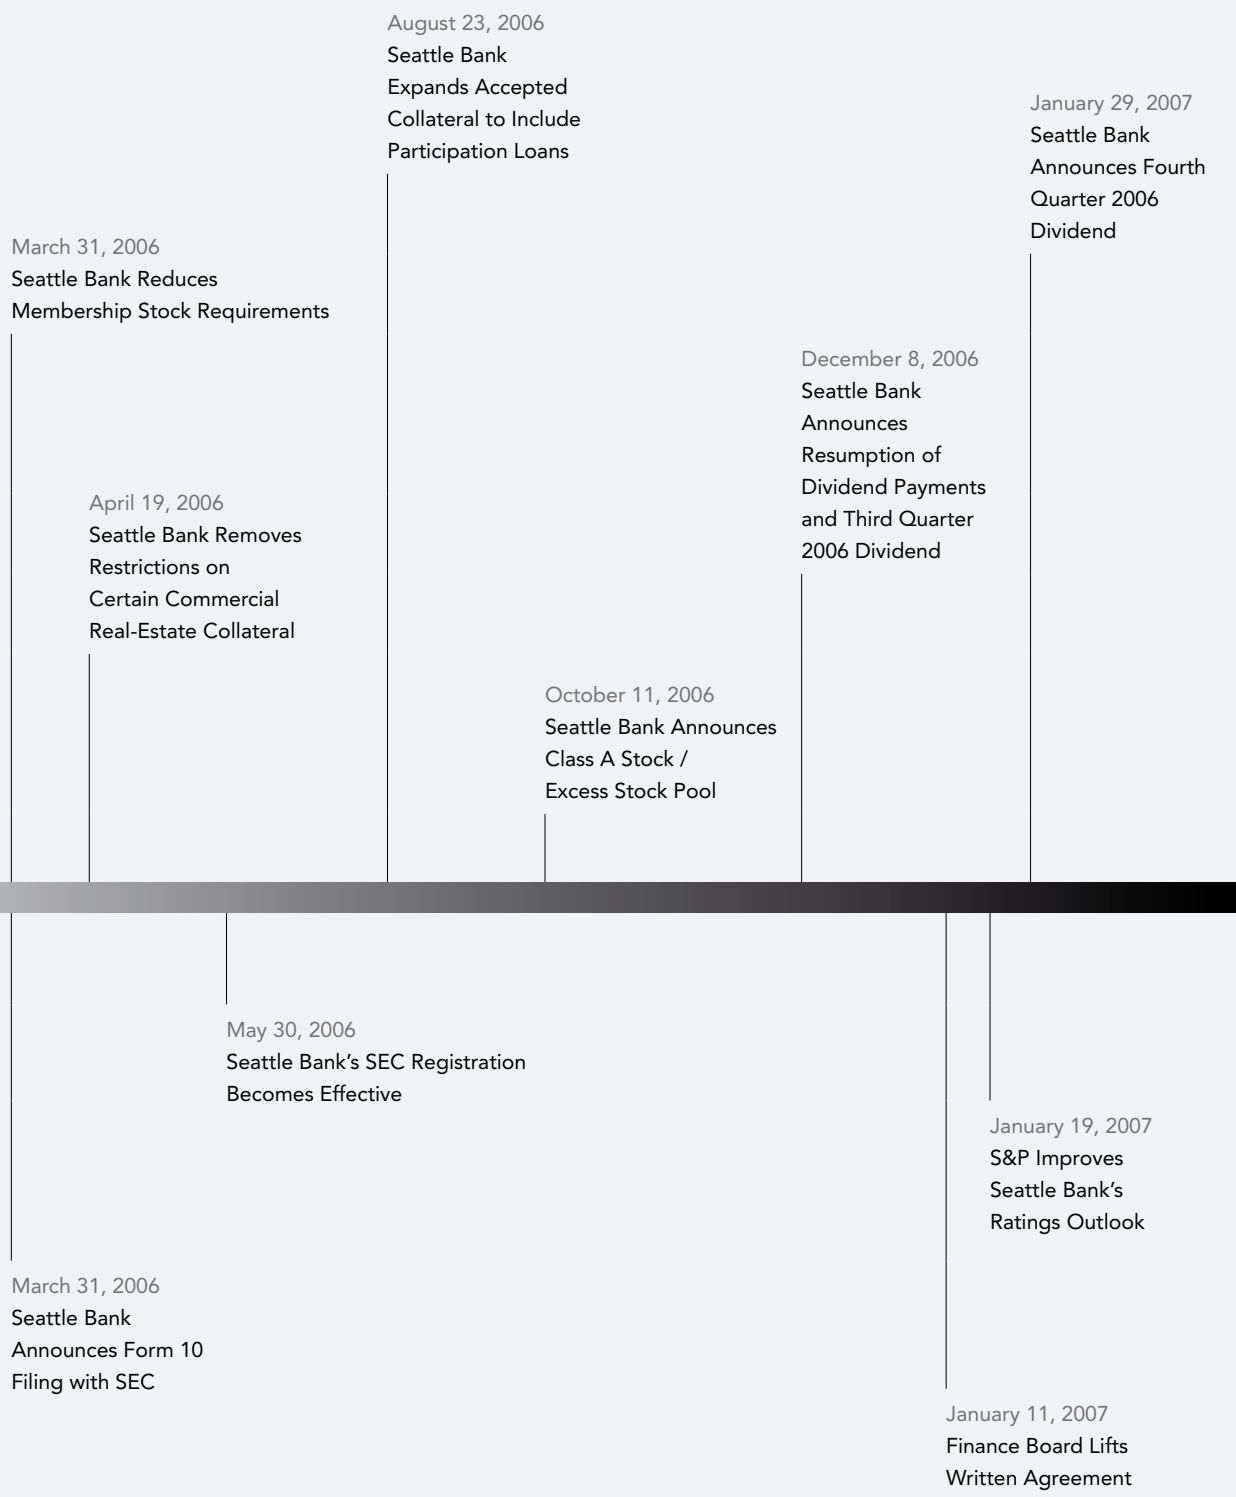 August 23, 2006
Seattle Bank
Expands Accepted
Collateral to Include
Participation Loans
January 29, 2007
Seattle Bank
Announces Fourth
Quarter 2006
Dividend
March 31, 2006
Seattle Bank Reduces
Membership Stock Requirements
December 8, 2006
Seattle Bank
Announces
Resumption of
Dividend Payments
and Third Quarter
2006 Dividend
April 19, 2006
Seattle Bank Removes
Restrictions on
Certain Commercial
Real-Estate Collateral
October 11, 2006
Seattle Bank Announces
Class A Stock /
Excess Stock Pool
May 30, 2006
Seattle Bank’s SEC Registration
Becomes Effective
January 19, 2007
S&P Improves
Seattle Bank’s
Ratings Outlook
March 31, 2006
Seattle Bank
Announces Form 10
Filing with SEC
January 11, 2007
Finance Board Lifts
Written Agreement